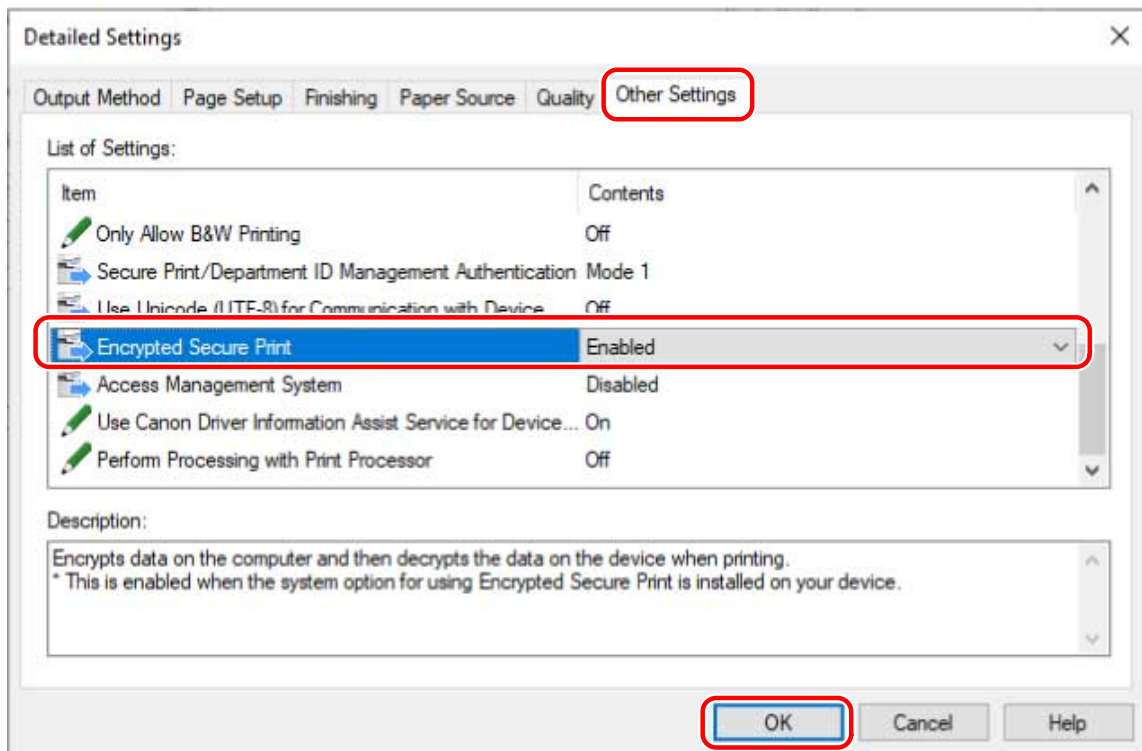 Detailed Settings
Output Method Page Setup Finishing Paper Source Quality Other Settings
List of Settings:
Item Contents
Only Allow B&W Printing Off
Secure Print/Department ID Management Authentication Mode 1
Use Unicode (UTF-8) for Communication with Device Off
Encrypted Secure Print Enabled
Access Management System Disabled
Use Canon Driver Information Assist Service for Device... On
Perform Processing with Print Processor Off
Description:
Encrypts data on the computer and then decrypts the data on the device when printing.
* This is enabled when the system option for using Encrypted Secure Print is installed on your device.
OK Cancel Help